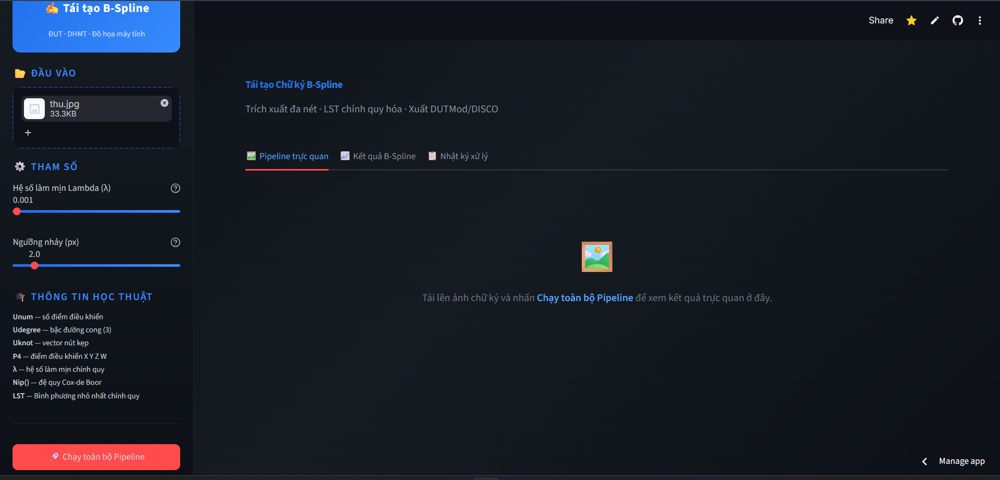 Tái tạo B-Spline
ĐUT · DHMT · Đồ họa máy tính
ĐẦU VÀO
thu.jpg
33.3KB
+
THAM SỐ
Hệ số làm mịn Lambda (λ)
0.001
Ngưỡng nhảy (px)
2.0
THÔNG TIN HỌC THUẬT
Unum — số điểm điều khiển
Udegree — bậc đường cong (3)
Uknot — vector nút kẹp
P4 — điểm điều khiển X Y Z W
λ — hệ số làm mịn chính quy
Nip() — đệ quy Cox-de Boor
LST — Bình phương nhỏ nhất chính quy
Chạy toàn bộ Pipeline
Share
Tái tạo Chữ ký B-Spline
Trích xuất đa nét · LST chính quy hóa · Xuất DUTMod/DISCO
Pipeline trực quan
Kết quả B-Spline
Nhật ký xử lý
Tải lên ảnh chữ ký và nhấn Chạy toàn bộ Pipeline để xem kết quả trực quan ở đây.
Manage app